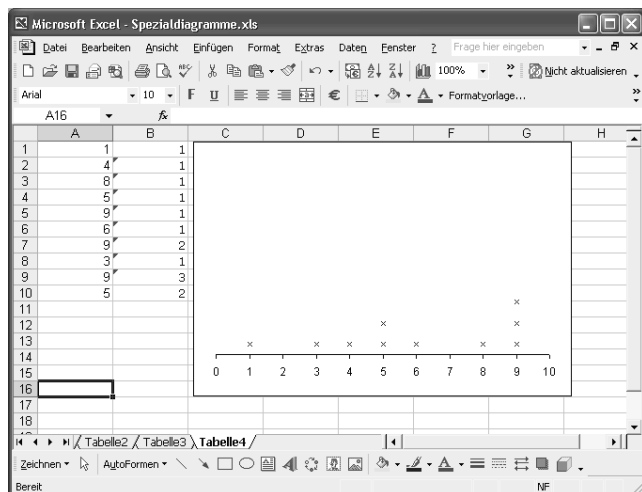 Microsoft Excel - Spezialdiagramme.xls
Datei Bearbeiten Ansicht Einfügen Format Extras Daten Fenster ? Frage hier eingeben
100% Nicht aktualisieren
Arial 10 F U € A Formatvorlage...
A16 fx
A B C D E F G H
1 1 1
2 4 1
3 8 1
4 5 1
5 9 1
6 6 1
7 9 2
8 3 1
9 9 3
10 5 2
11
12
13
14
0 1 2 3 4 5 6 7 8 9 10
15
16
17
18
Tabelle2 Tabelle3 Tabelle4
Zeichnen AutoFormen
Bereit NF